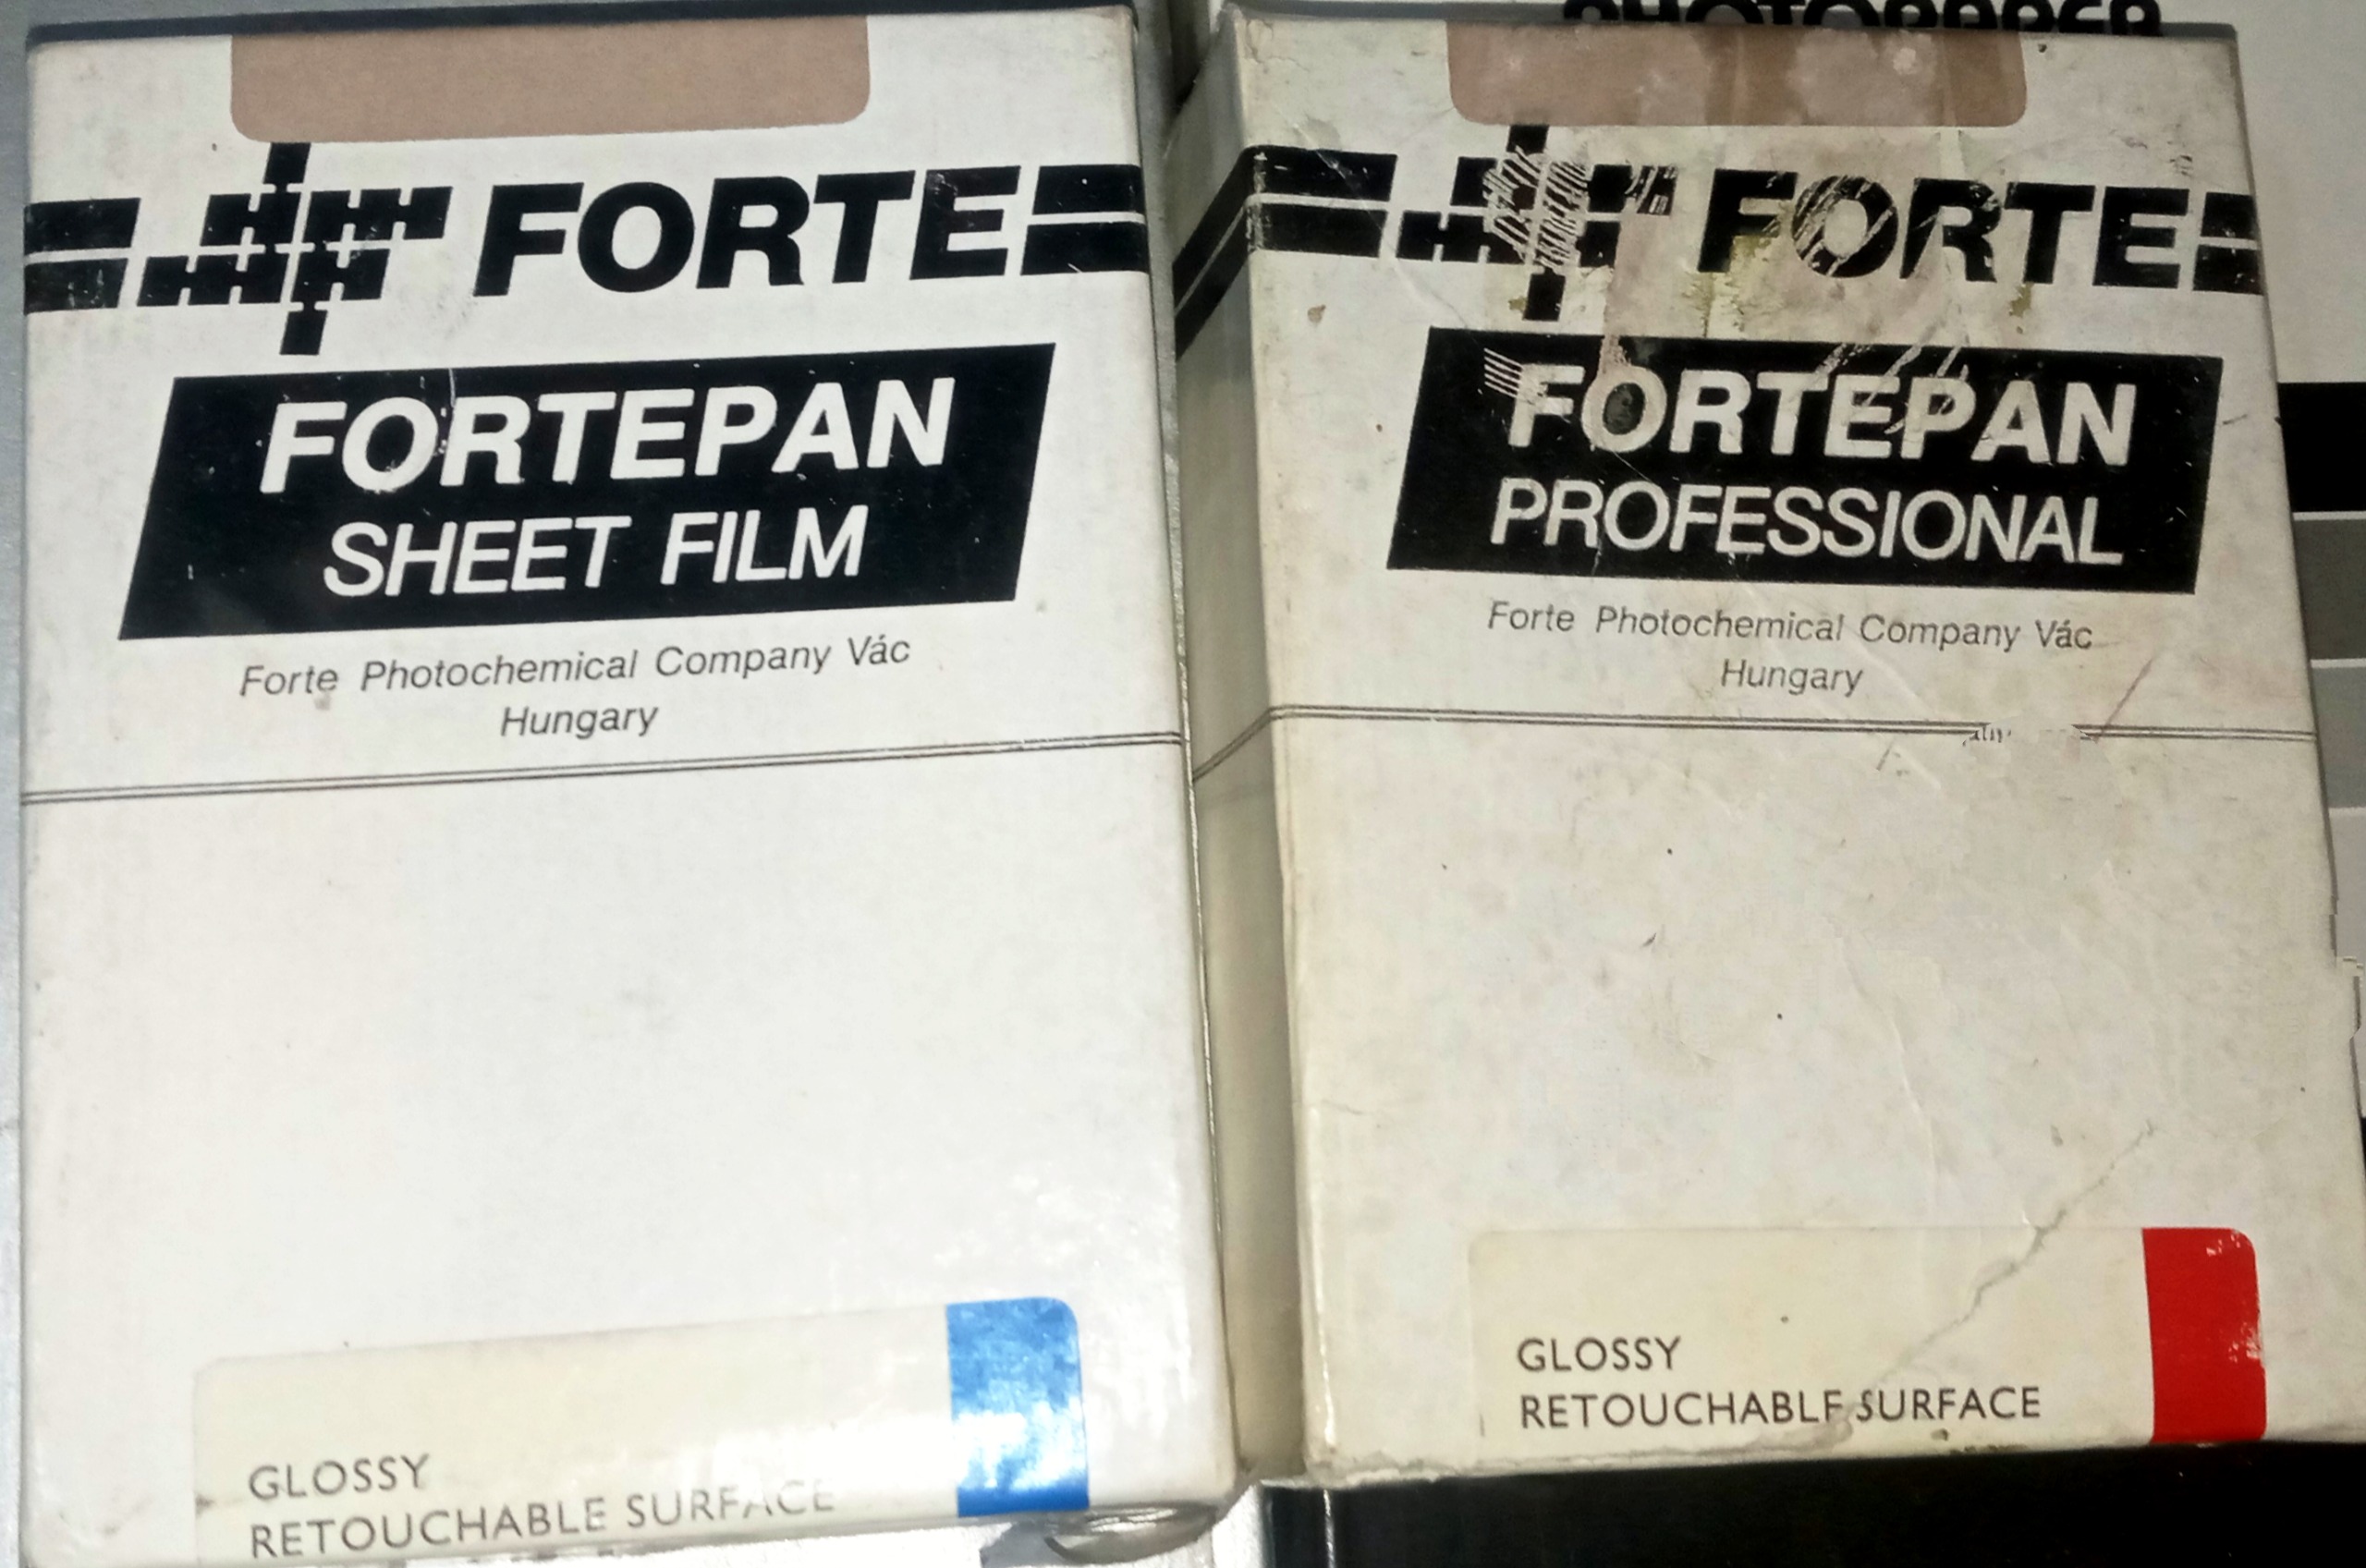 FORTE
FORTEPAN
SHEET FILM
Forte Photochemical Company Vác
Hungary
GLOSSY
RETOUCHABLE SURFACE
PHOTOPAPER
FORTE
FORTEPAN
PROFESSIONAL
Forte Photochemical Company Vác
Hungary
GLOSSY
RETOUCHABLE SURFACE